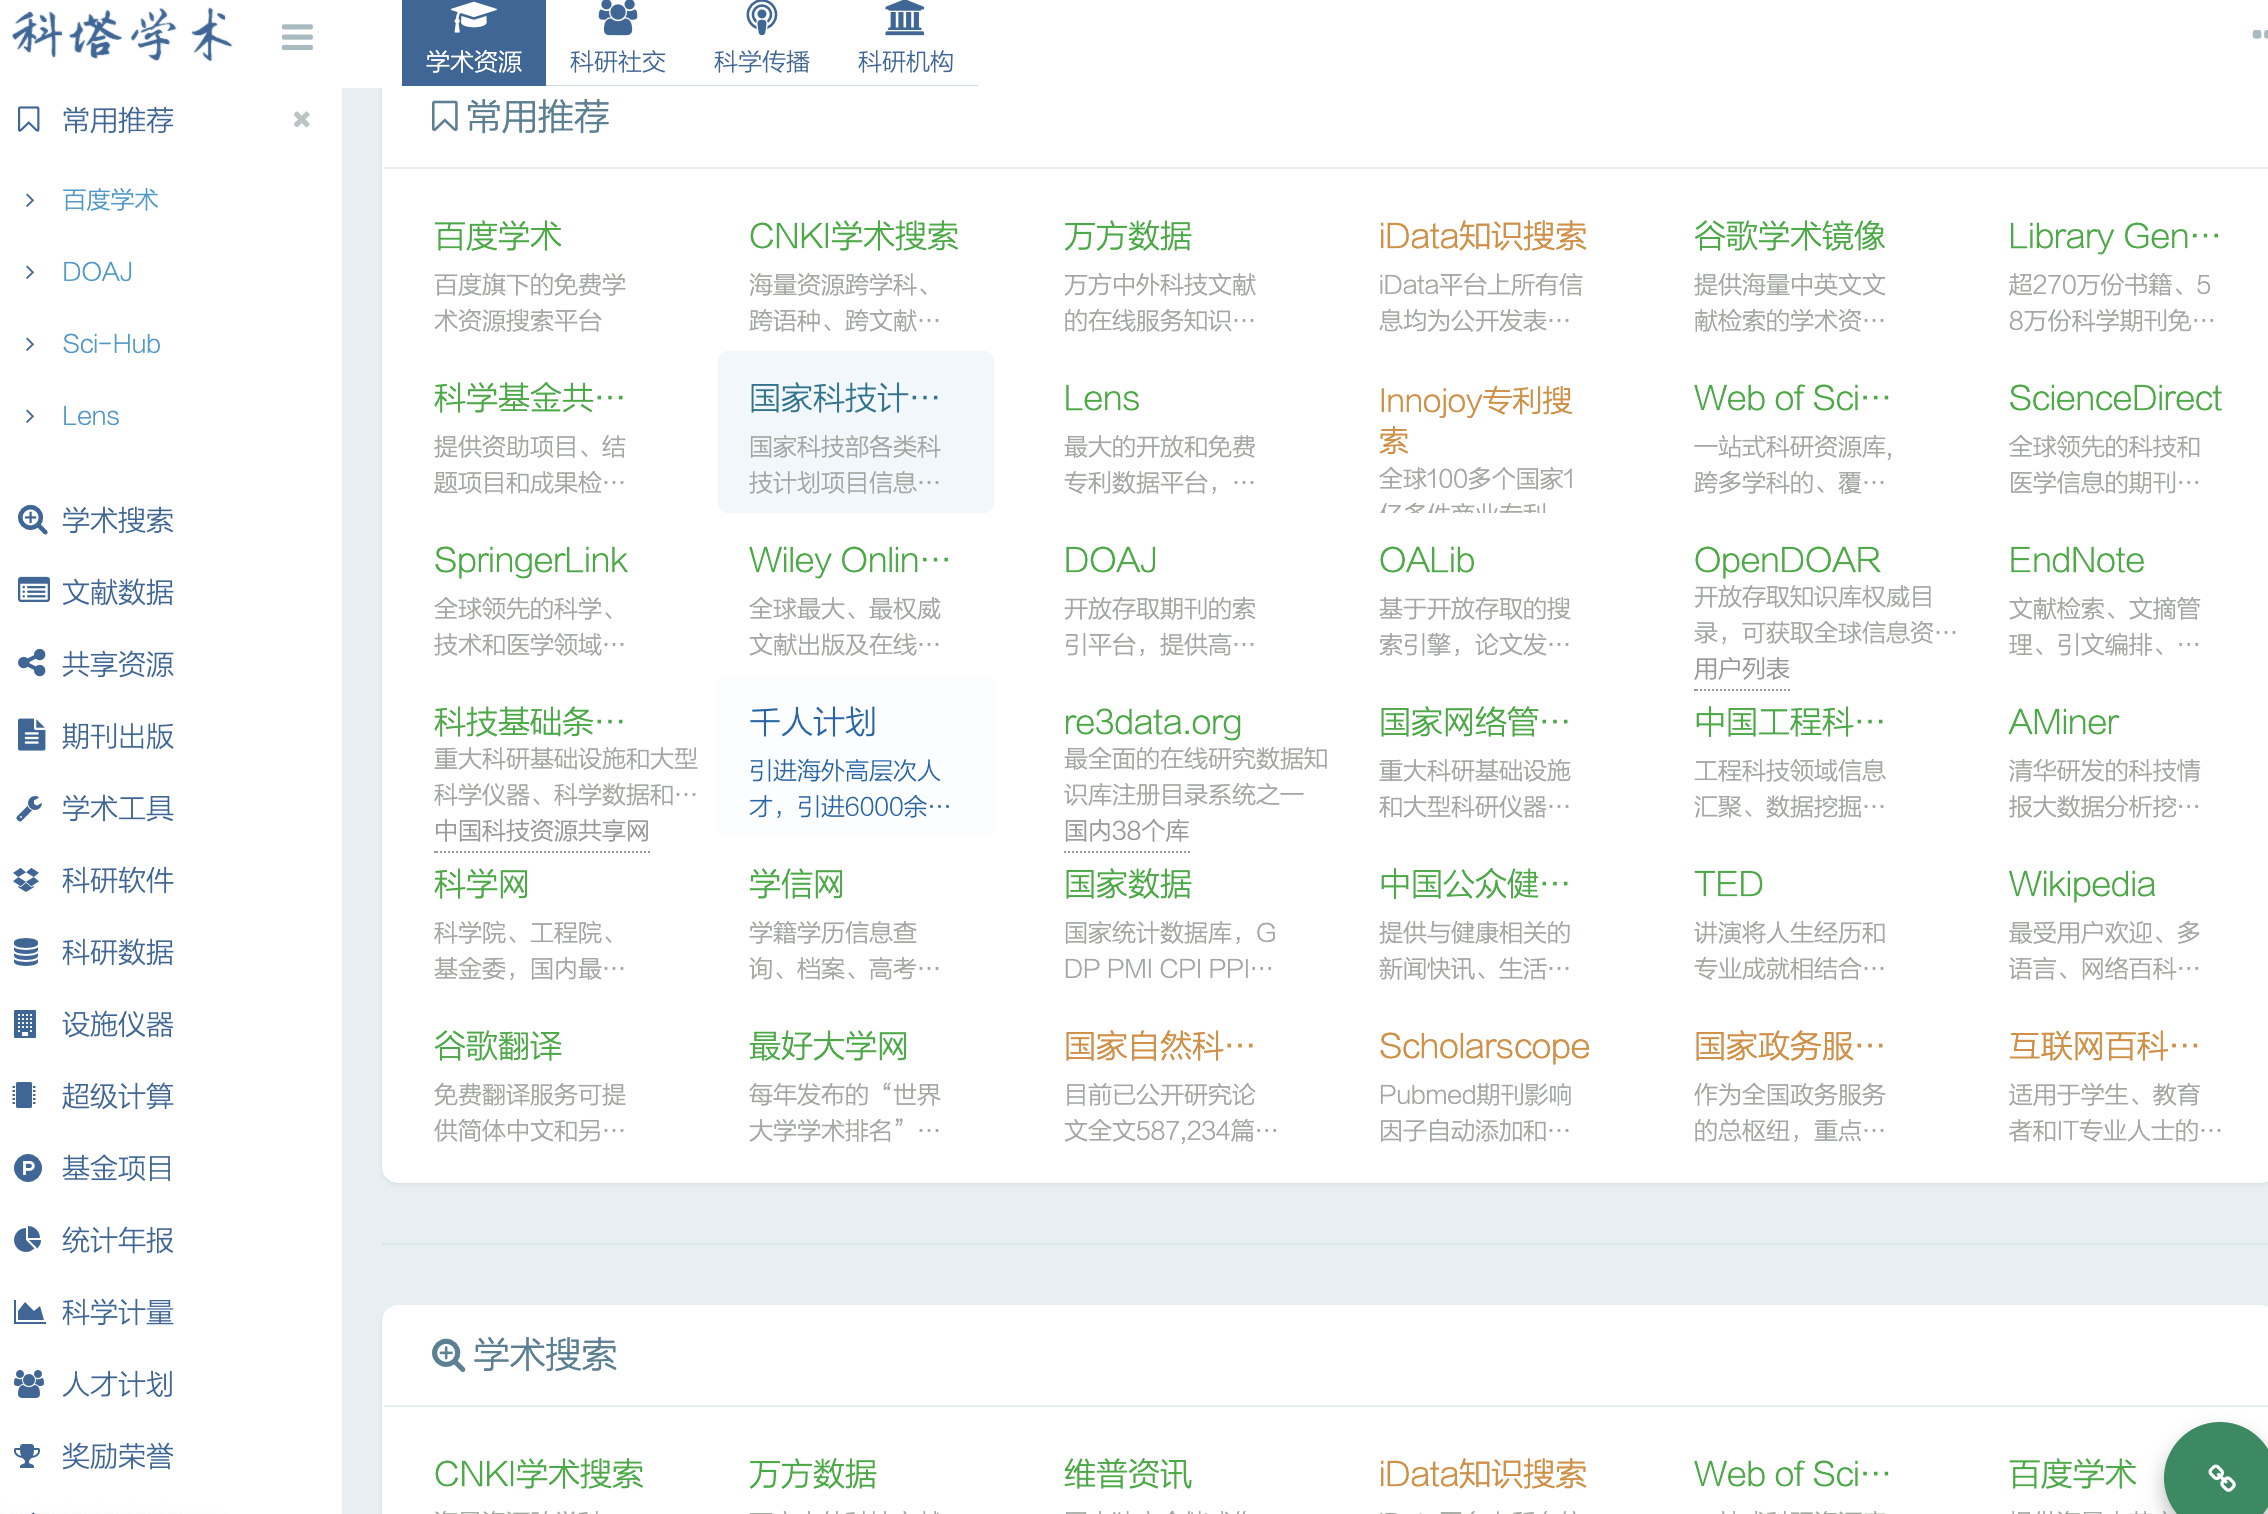 科塔学术
学术资源
科研社交
科学传播
科研机构
常用推荐
百度学术
DOAJ
Sci-Hub
Lens
学术搜索
文献数据
共享资源
期刊出版
学术工具
科研软件
科研数据
设施仪器
超级计算
基金项目
统计年报
科学计量
人才计划
奖励荣誉
常用推荐
百度学术
百度旗下的免费学
术资源搜索平台
CNKI学术搜索
海量资源跨学科、
跨语种、跨文献…
万方数据
万方中外科技文献
的在线服务知识…
iData知识搜索
iData平台上所有信
息均为公开发表…
谷歌学术镜像
提供海量中英文文
献检索的学术资…
Library Gen…
超270万份书籍、5
8万份科学期刊免…
科学基金共…
提供资助项目、结
题项目和成果检…
国家科技计…
国家科技部各类科
技计划项目信息…
Lens
最大的开放和免费
专利数据平台，…
Innojoy专利搜
索
全球100多个国家1
亿多件商业专利
Web of Sci…
一站式科研资源库，
跨多学科的、覆…
ScienceDirect
全球领先的科技和
医学信息的期刊…
SpringerLink
全球领先的科学、
技术和医学领域…
Wiley Onlin…
全球最大、最权威
文献出版及在线…
DOAJ
开放存取期刊的索
引平台，提供高…
OALib
基于开放存取的搜
索引擎，论文发…
OpenDOAR
开放存取知识库权威目
录，可获取全球信息资…
用户列表
EndNote
文献检索、文摘管
理、引文编排、…
科技基础条…
重大科研基础设施和大型
科学仪器、科学数据和…
中国科技资源共享网
千人计划
引进海外高层次人
才，引进6000余…
re3data.org
最全面的在线研究数据知
识库注册目录系统之一
国内38个库
国家网络管…
重大科研基础设施
和大型科研仪器…
中国工程科…
工程科技领域信息
汇聚、数据挖掘…
AMiner
清华研发的科技情
报大数据分析挖…
科学网
科学院、工程院、
基金委，国内最…
学信网
学籍学历信息查
询、档案、高考…
国家数据
国家统计数据库，G
DP PMI CPI PPI…
中国公众健…
提供与健康相关的
新闻快讯、生活…
TED
讲演将人生经历和
专业成就相结合…
Wikipedia
最受用户欢迎、多
语言、网络百科…
谷歌翻译
免费翻译服务可提
供简体中文和另…
最好大学网
每年发布的“世界
大学学术排名”…
国家自然科…
目前已公开研究论
文全文587,234篇…
Scholarscope
Pubmed期刊影响
因子自动添加和…
国家政务服…
作为全国政务服务
的总枢纽，重点…
互联网百科…
适用于学生、教育
者和IT专业人士的…
学术搜索
CNKI学术搜索
万方数据
维普资讯
iData知识搜索
Web of Sci…
百度学术